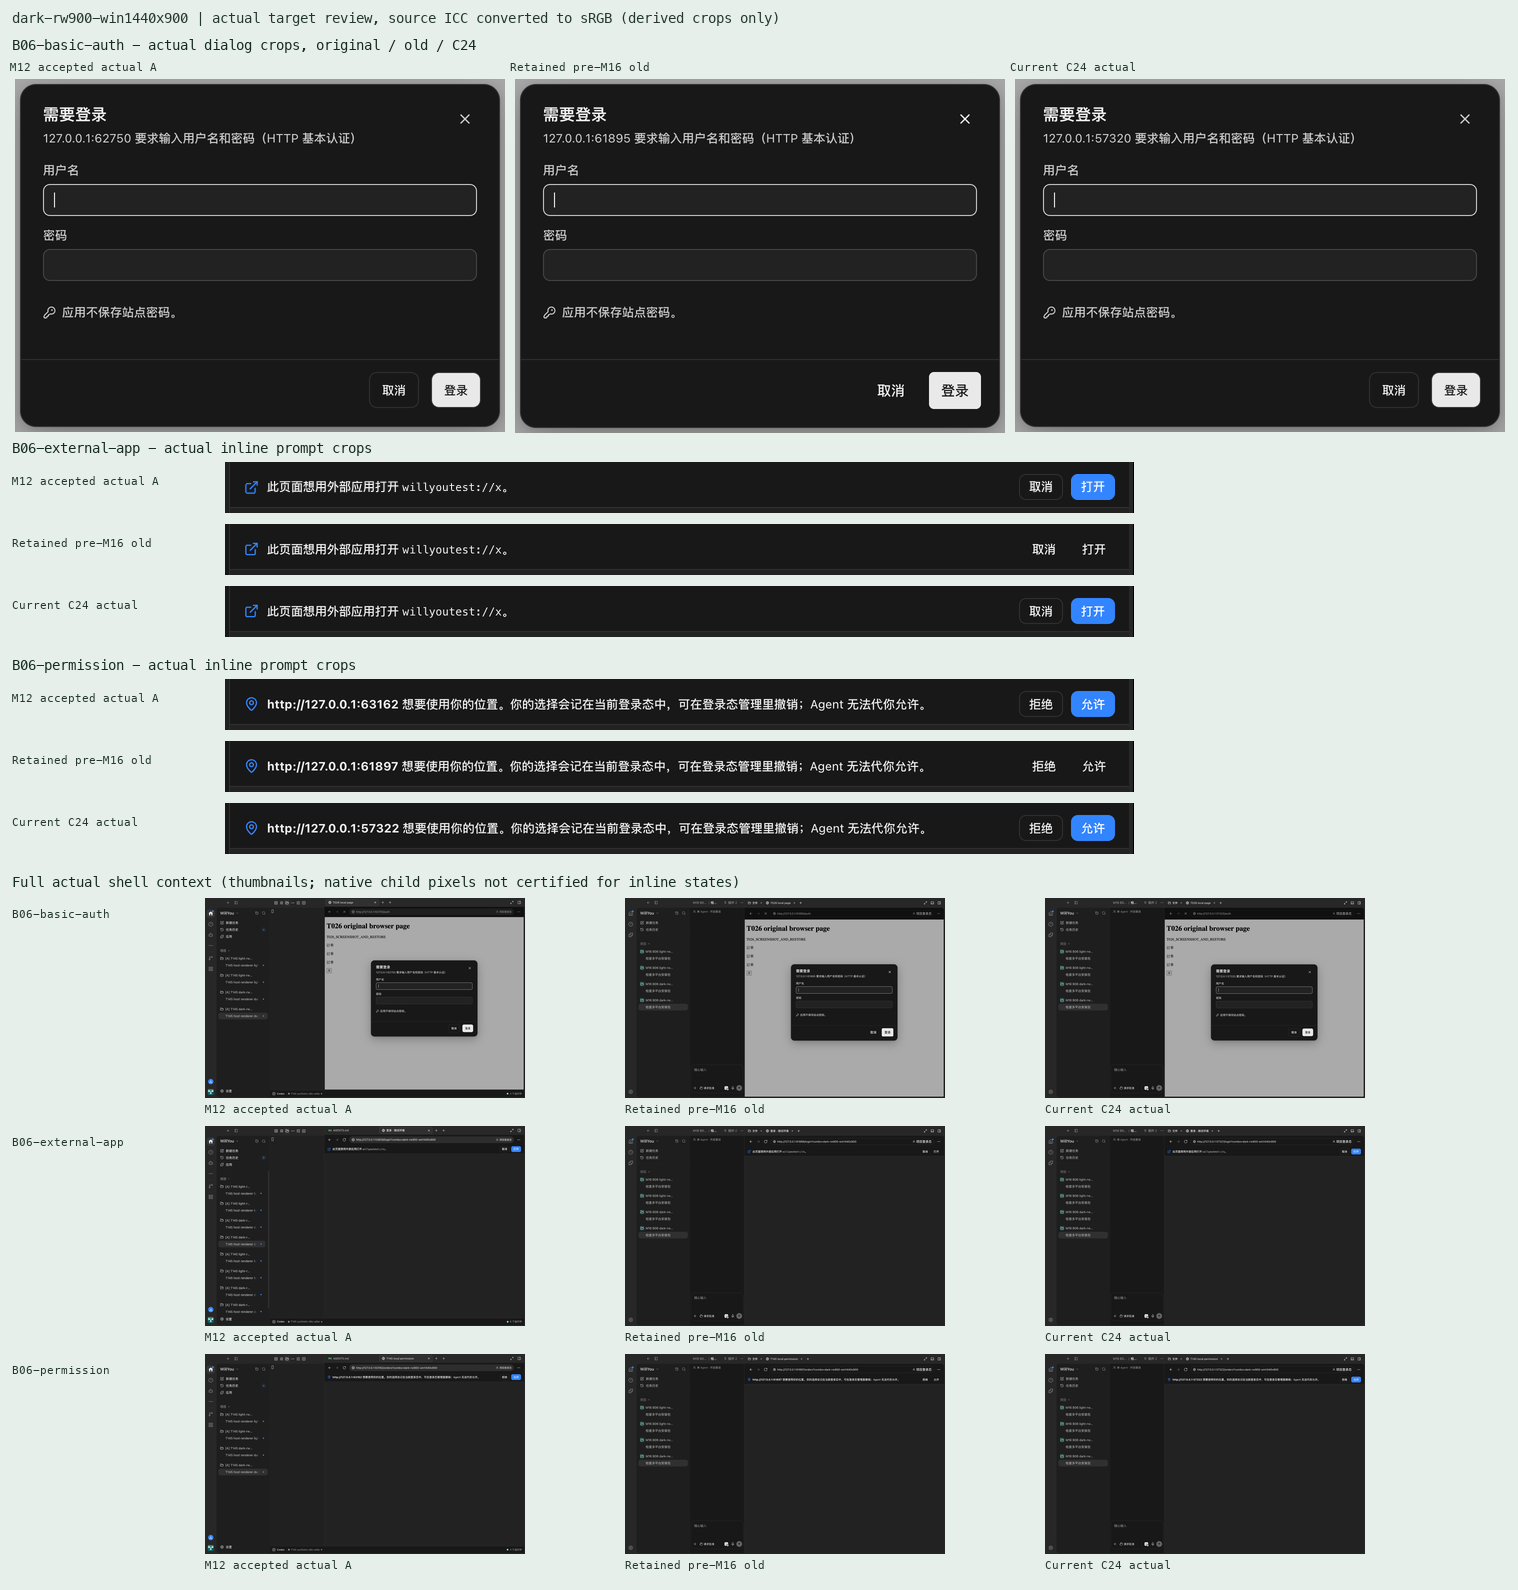 dark-rw900-win1440x900 | actual target review, source ICC converted to sRGB (derived crops only)
B06-basic-auth — actual dialog crops, original / old / C24
M12 accepted actual A
Retained pre-M16 old
Current C24 actual
需要登录
127.0.0.1:62750 要求输入用户名和密码（HTTP 基本认证）
用户名
密码
应用不保存站点密码。
取消
登录
需要登录
127.0.0.1:61895 要求输入用户名和密码（HTTP 基本认证）
用户名
密码
应用不保存站点密码。
取消
登录
需要登录
127.0.0.1:57320 要求输入用户名和密码（HTTP 基本认证）
用户名
密码
应用不保存站点密码。
取消
登录
B06-external-app — actual inline prompt crops
M12 accepted actual A
此页面想用外部应用打开 willyoutest://x。
取消
打开
Retained pre-M16 old
此页面想用外部应用打开 willyoutest://x。
取消
打开
Current C24 actual
此页面想用外部应用打开 willyoutest://x。
取消
打开
B06-permission — actual inline prompt crops
M12 accepted actual A
http://127.0.0.1:63162 想要使用你的位置。你的选择会记在当前登录态中，可在登录态管理里撤销；Agent 无法代你允许。
拒绝
允许
Retained pre-M16 old
http://127.0.0.1:61897 想要使用你的位置。你的选择会记在当前登录态中，可在登录态管理里撤销；Agent 无法代你允许。
拒绝
允许
Current C24 actual
http://127.0.0.1:57322 想要使用你的位置。你的选择会记在当前登录态中，可在登录态管理里撤销；Agent 无法代你允许。
拒绝
允许
Full actual shell context (thumbnails; native child pixels not certified for inline states)
B06-basic-auth
T026 original browser page
T026 original browser page
T026 original browser page
M12 accepted actual A
Retained pre-M16 old
Current C24 actual
B06-external-app
M12 accepted actual A
Retained pre-M16 old
Current C24 actual
B06-permission
M12 accepted actual A
Retained pre-M16 old
Current C24 actual